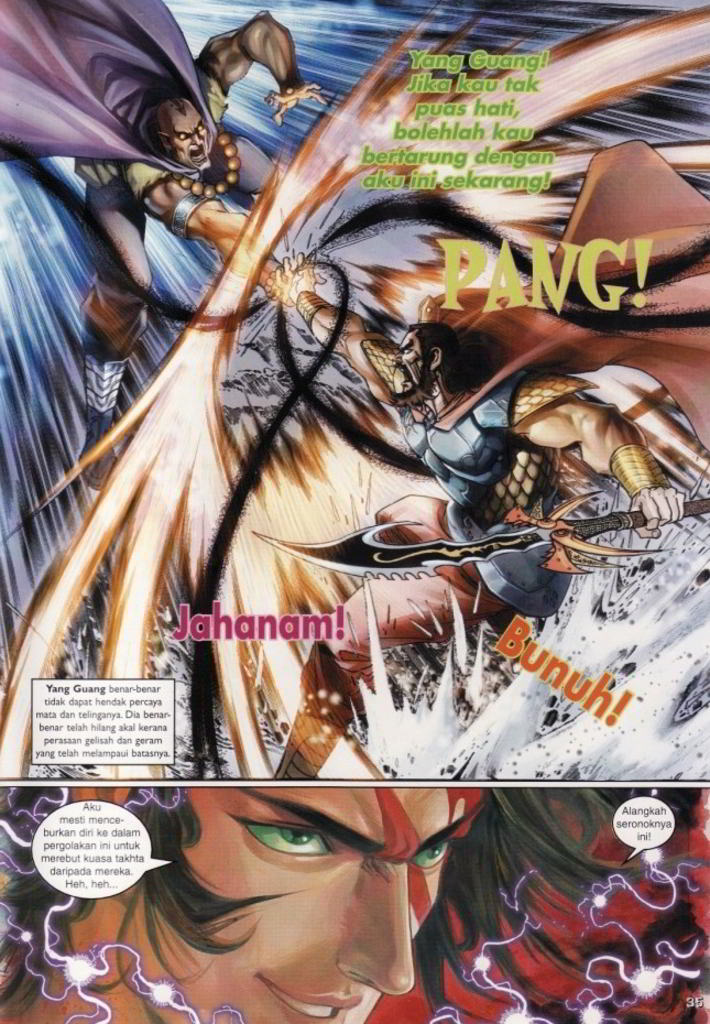 Yang Guang!
Jika kau tak
puas hati,
bolehlah kau
bertarung dengan
aku ini sekarang!
PANG!
Jahanam!
Bunuh!
Yang Guang benar-benar
tidak dapat hendak percaya
mata dan telinganya. Dia benar-
benar telah hilang akal kerana
perasaan gelisah dan geram
yang telah melampaui batasnya.
Aku
mesti mence-
burkan diri ke dalam
pergolakan ini untuk
merebut kuasa takhta
daripada mereka.
Heh, heh...
Alangkah
seronoknya
ini!
35